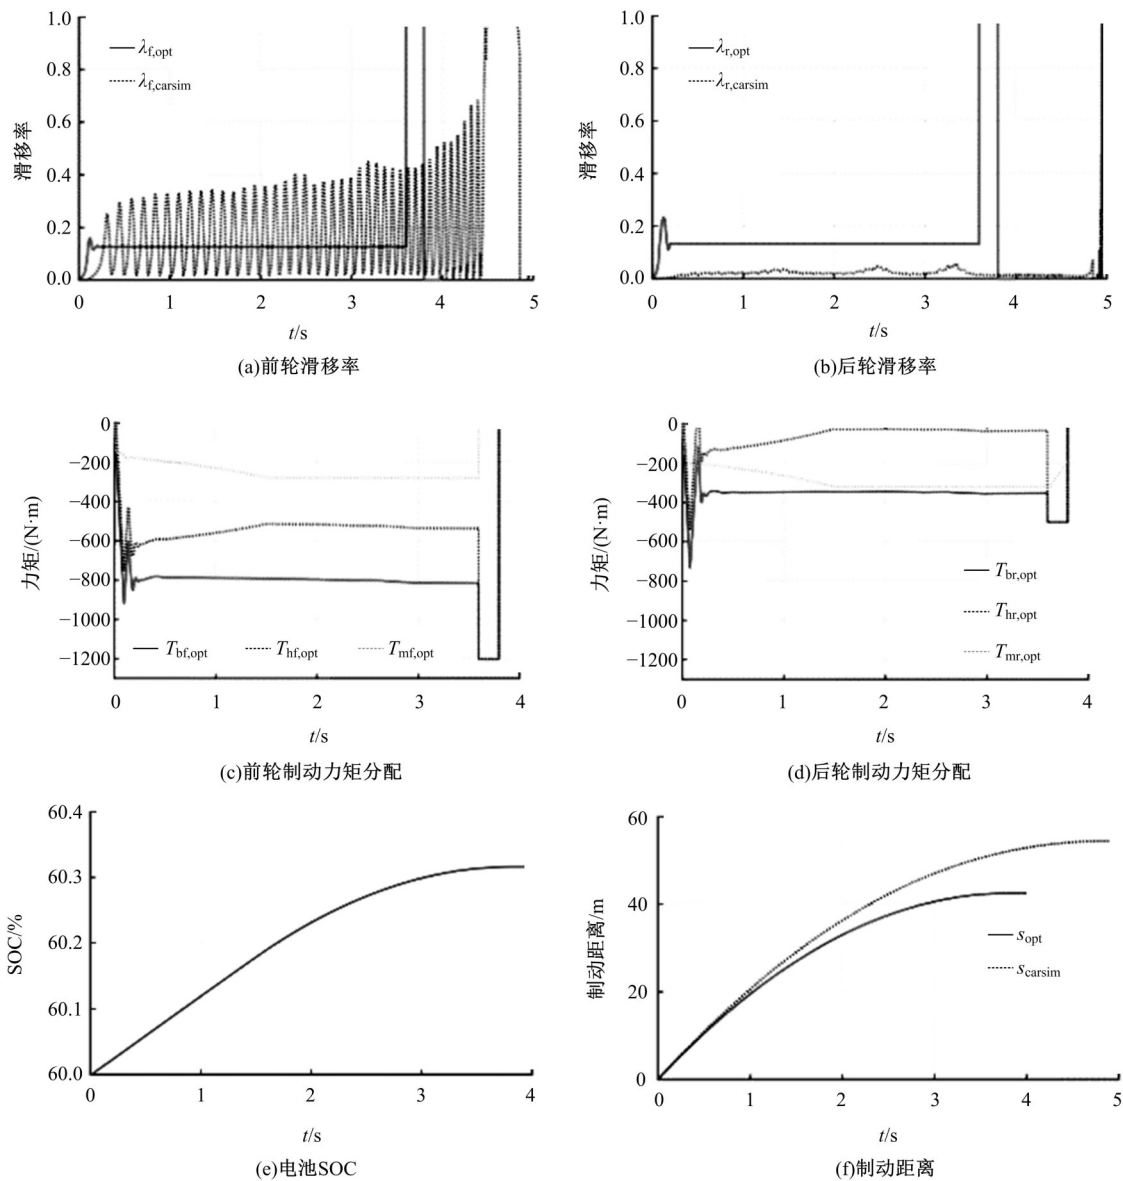 1.0
0.8
0.6
0.4
0.2
0.0
滑移率
λf,opt
λf,carsim
0 1 2 3 4 5
t/s
(a)前轮滑移率
1.0
0.8
0.6
0.4
0.2
0.0
滑移率
λr,opt
λr,carsim
0 1 2 3 4 5
t/s
(b)后轮滑移率
0
−200
−400
−600
−800
−1000
−1200
力矩/(N·m)
Tbf,opt Thf,opt Tmf,opt
0 1 2 3 4
t/s
(c)前轮制动力矩分配
0
−200
−400
−600
−800
−1000
−1200
力矩/(N·m)
Tbr,opt
Thr,opt
Tmr,opt
0 1 2 3 4
t/s
(d)后轮制动力矩分配
60.4
60.3
60.2
60.1
60.0
SOC/%
0 1 2 3 4
t/s
(e)电池SOC
60
40
20
0
制动距离/m
sopt
scarsim
0 1 2 3 4 5
t/s
(f)制动距离